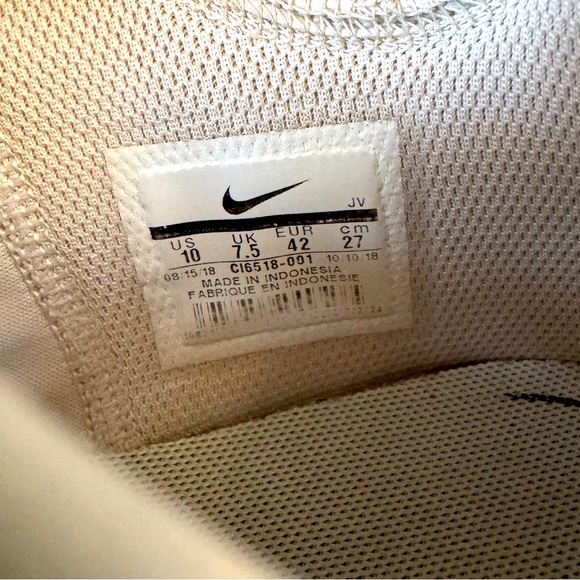 JV
US UK EUR cm
10 7.5 42 27
08/15/18 CI6518-001 10/10/18
MADE IN INDONESIA
FABRIQUE EN INDONESIE